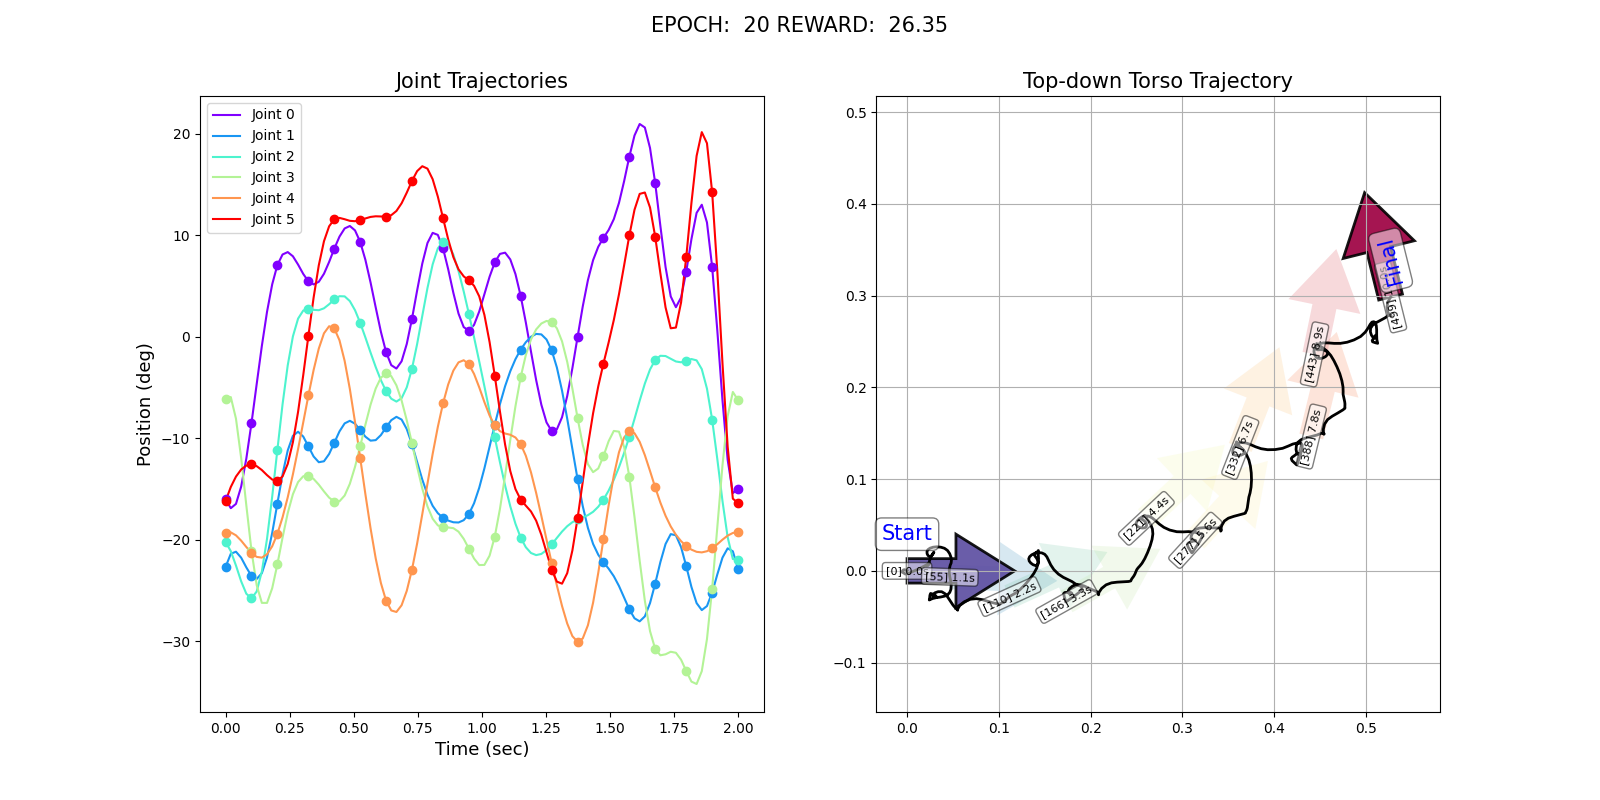 EPOCH:  20 REWARD:  26.35
Joint Trajectories
Joint 0
Joint 1
Joint 2
Joint 3
Joint 4
Joint 5
20
10
0
−10
−20
−30
Position (deg)
0.00 0.25 0.50 0.75 1.00 1.25 1.50 1.75 2.00
Time (sec)
Top-down Torso Trajectory
0.5
0.4
0.3
0.2
0.1
0.0
−0.1
0.0 0.1 0.2 0.3 0.4 0.5
Start
[0] 0.0
[55] 1.1s
[110] 2.2s
[166] 3.3s
[221] 4.4s
[277] 5.6s
[332] 6.7s
[388] 7.8s
[443] 8.9s
[499]
Final